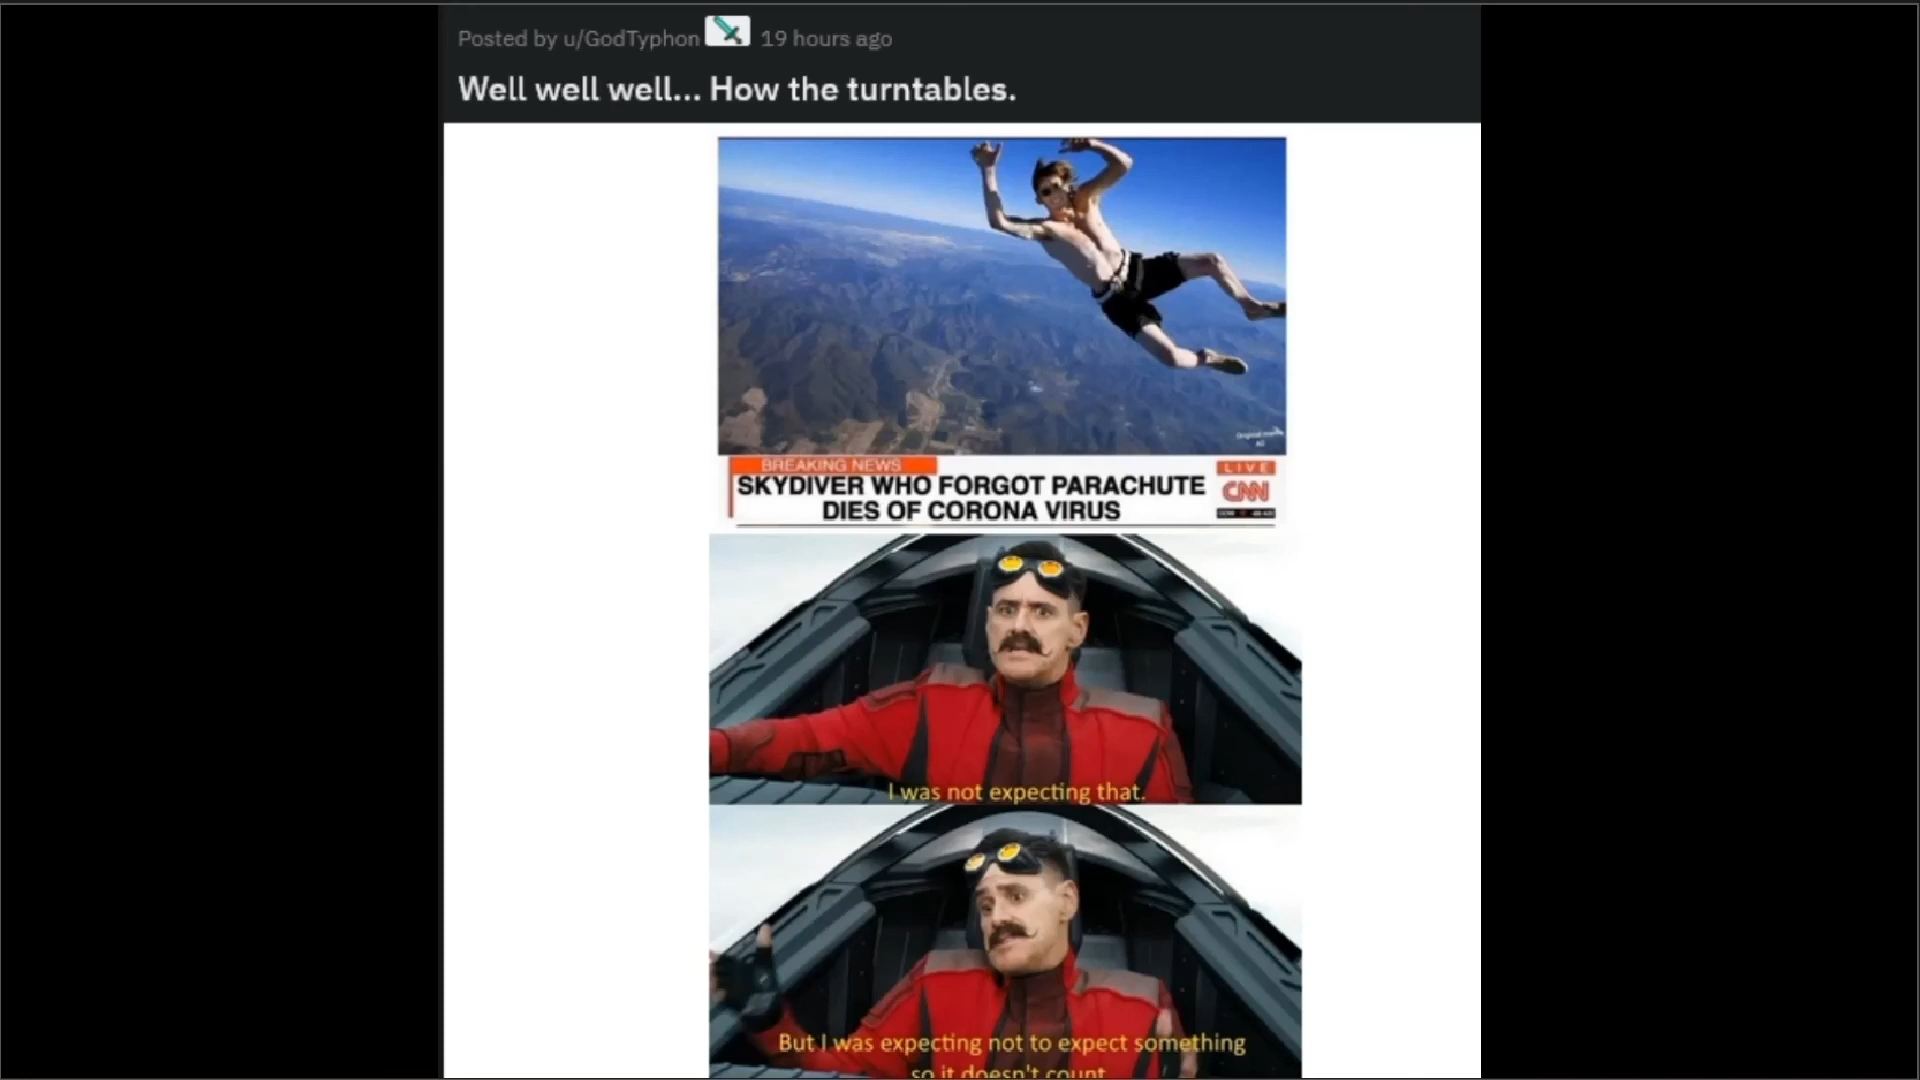 Posted by u/GodTyphon 19 hours ago
Well well well... How the turntables.
BREAKING NEWS
SKYDIVER WHO FORGOT PARACHUTE
DIES OF CORONA VIRUS
LIVE
CNN
I was not expecting that.
But I was expecting not to expect something
so it doesn't count